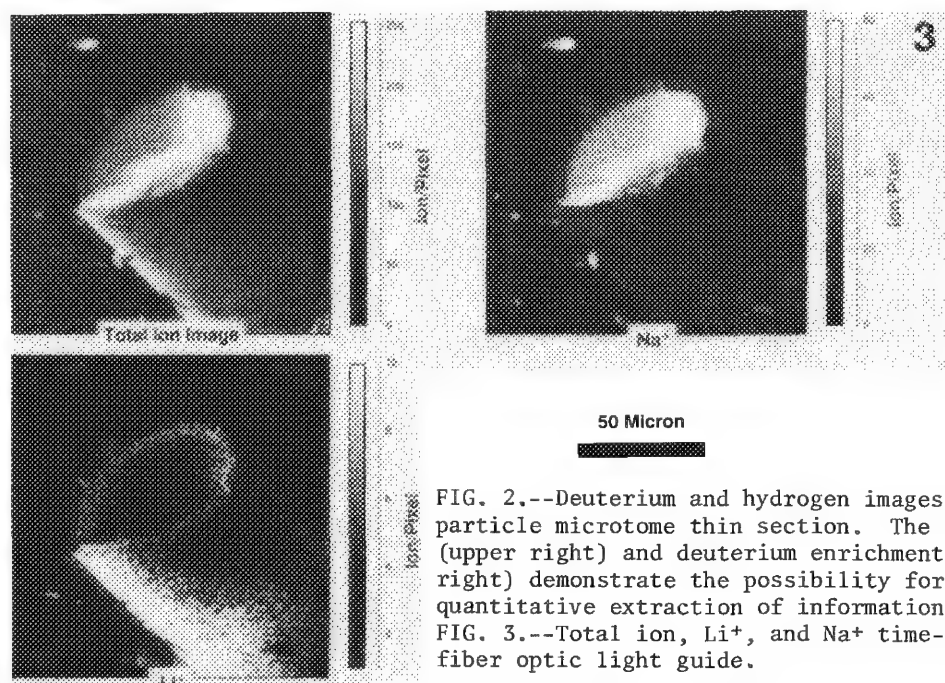 3
Ion/Pixel
Ion/Pixel
Total Ion Image
Na⁺
Ion/Pixel
50 Micron
FIG. 2.--Deuterium and hydrogen images
particle microtome thin section. The
(upper right) and deuterium enrichment
right) demonstrate the possibility for
quantitative extraction of information
FIG. 3.--Total ion, Li+, and Na+ time-
fiber optic light guide.